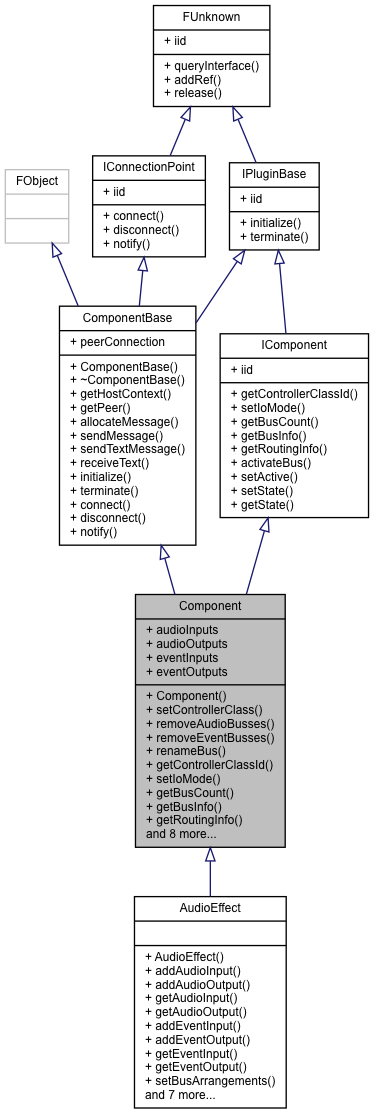 FUnknown
+ iid
+ queryInterface()
+ addRef()
+ release()
IConnectionPoint
+ iid
+ connect()
+ disconnect()
+ notify()
IPluginBase
+ iid
+ initialize()
+ terminate()
FObject
ComponentBase
+ peerConnection
+ ComponentBase()
+ ~ComponentBase()
+ getHostContext()
+ getPeer()
+ allocateMessage()
+ sendMessage()
+ sendTextMessage()
+ receiveText()
+ initialize()
+ terminate()
+ connect()
+ disconnect()
+ notify()
IComponent
+ iid
+ getControllerClassId()
+ setIoMode()
+ getBusCount()
+ getBusInfo()
+ getRoutingInfo()
+ activateBus()
+ setActive()
+ setState()
+ getState()
Component
+ audioInputs
+ audioOutputs
+ eventInputs
+ eventOutputs
+ Component()
+ setControllerClass()
+ removeAudioBusses()
+ removeEventBusses()
+ renameBus()
+ getControllerClassId()
+ setIoMode()
+ getBusCount()
+ getBusInfo()
+ getRoutingInfo()
and 8 more...
AudioEffect
+ AudioEffect()
+ addAudioInput()
+ addAudioOutput()
+ getAudioInput()
+ getAudioOutput()
+ addEventInput()
+ addEventOutput()
+ getEventInput()
+ getEventOutput()
+ setBusArrangements()
and 7 more...